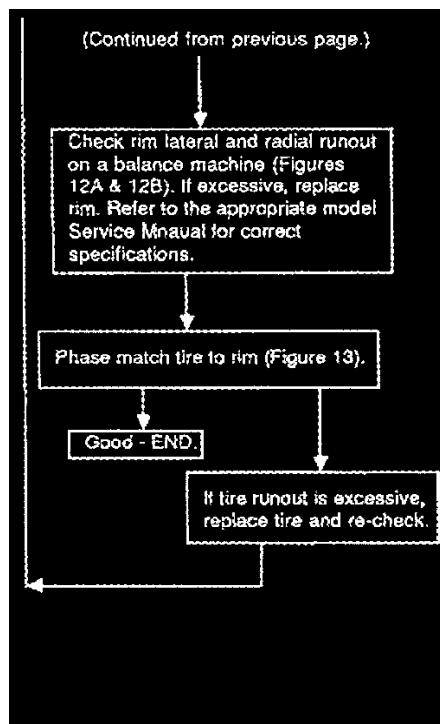 (Continued from previous page.)
Check rim lateral and radial runout
on a balance machine (Figures
12A & 12B). If excessive, replace
rim. Refer to the appropriate model
Service Mnaual for correct
specifications.
Phase match tire to rim (Figure 13).
Good - END.
If tire runout is excessive,
replace tire and re-check.